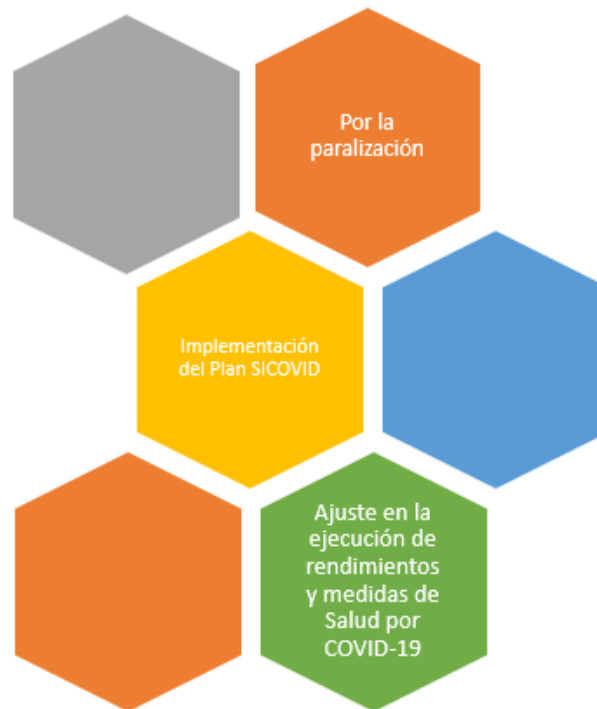 Por la
paralización
Implementación
del Plan SICOVID
Ajuste en la
ejecución de
rendimientos
y medidas de
Salud por
COVID-19